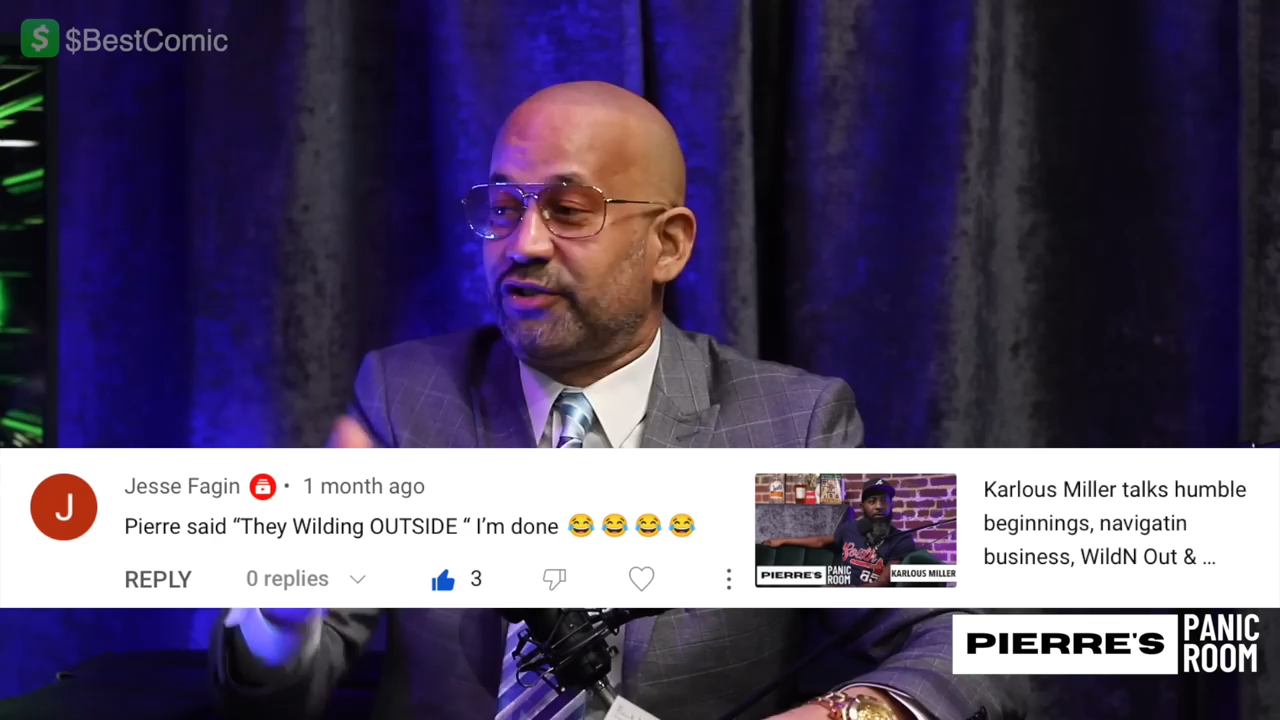 $BestComic
Jesse Fagin • 1 month ago
Pierre said “They Wilding OUTSIDE “ I’m done 😂 😂 😂 😂
REPLY
0 replies
3
J
PIERRE'S
PANIC
ROOM
KARLOUS MILLER
Karlous Miller talks humble
beginnings, navigatin
business, WildN Out & ...
PIERRE'S
PANIC
ROOM